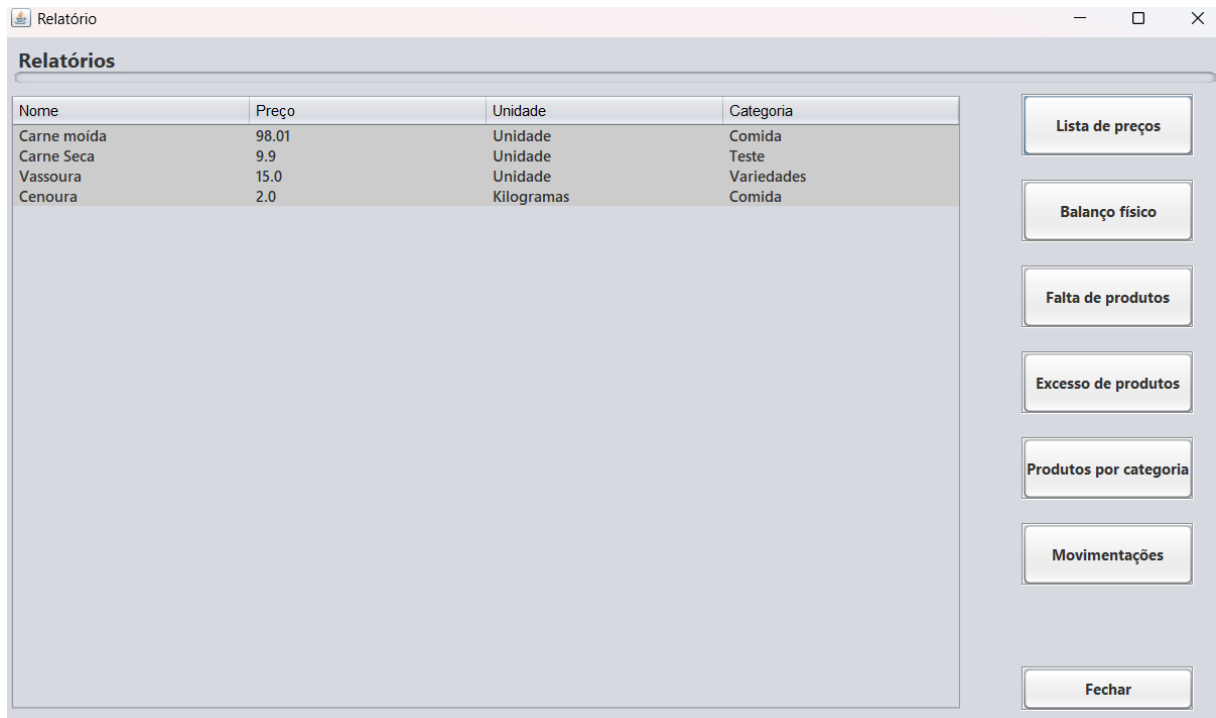 Relatório
Relatórios
Nome Preço Unidade Categoria
Carne moída 98.01 Unidade Comida
Carne Seca 9.9 Unidade Teste
Vassoura 15.0 Unidade Variedades
Cenoura 2.0 Kilogramas Comida
Lista de preços
Balanço físico
Falta de produtos
Excesso de produtos
Produtos por categoria
Movimentações
Fechar